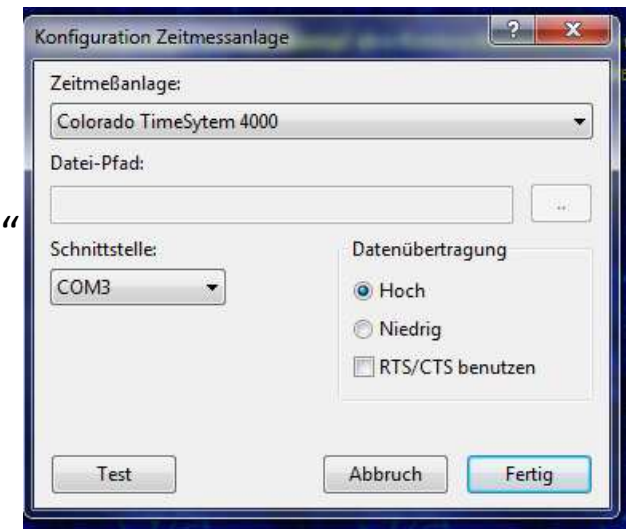 Konfiguration Zeitmessanlage
?
X
Zeitmeßanlage:
Colorado TimeSytem 4000
Datei-Pfad:
..
“
Schnittstelle:
COM3
Datenübertragung
Hoch
Niedrig
RTS/CTS benutzen
Test
Abbruch
Fertig